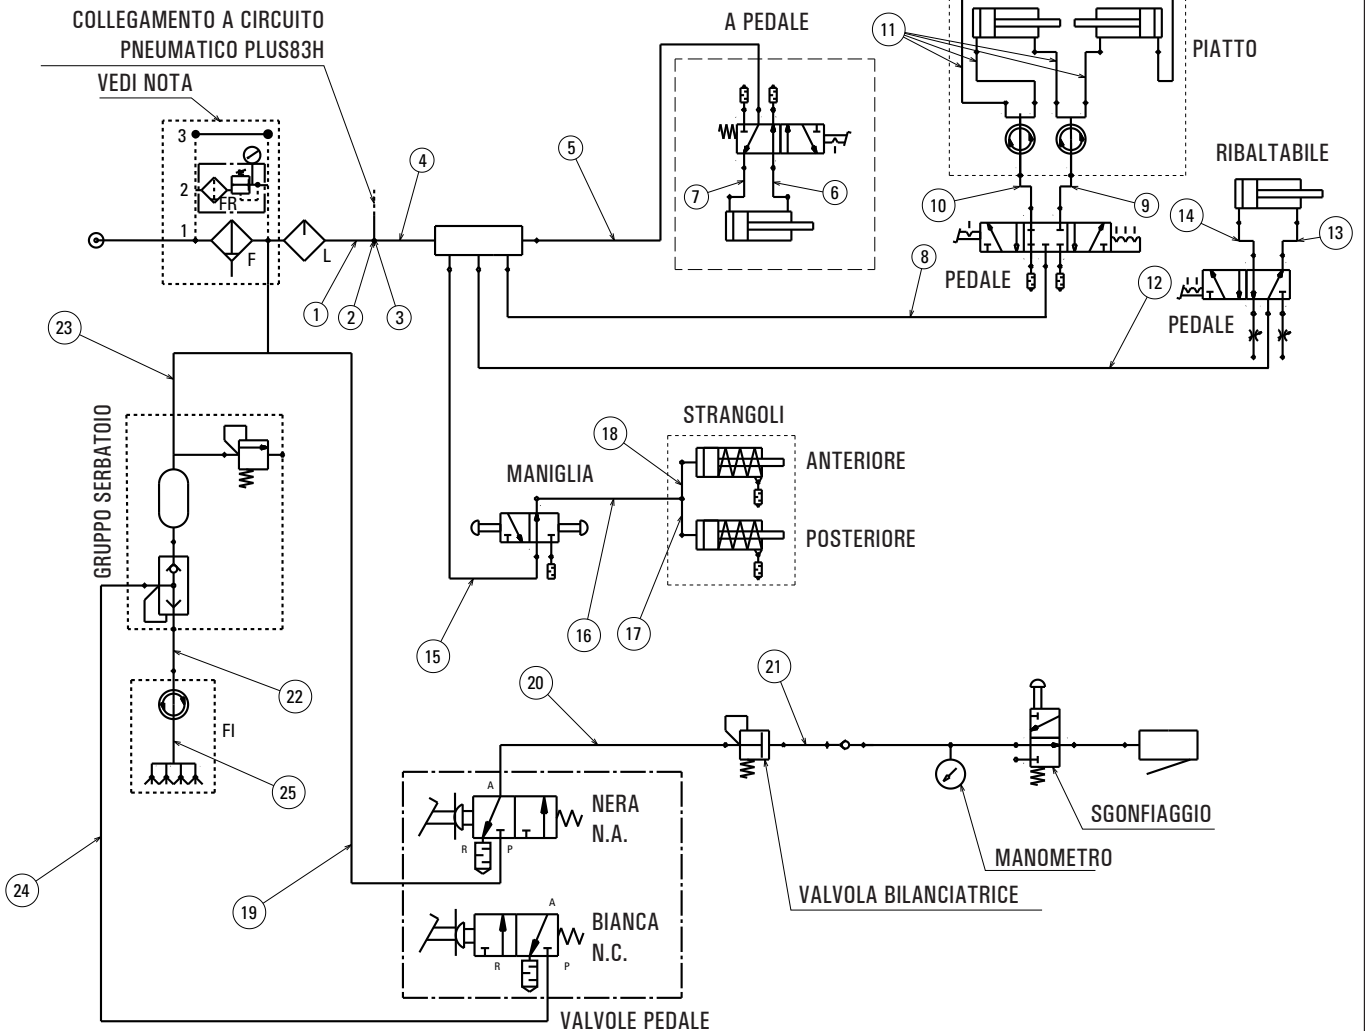 COLLEGAMENTO A CIRCUITO
PNEUMATICO PLUS83H
VEDI NOTA
3
2
FR
1
F
L
1
2
3
4
5
A PEDALE
7
6
11
PIATTO
10
9
PEDALE
8
RIBALTABILE
14
13
12
PEDALE
23
GRUPPO SERBATOIO
STRANGOLI
18
ANTERIORE
MANIGLIA
POSTERIORE
15
16
17
22
FI
25
24
19
20
21
A
NERA
N.A.
R
P
A
BIANCA
N.C.
R
P
VALVOLE PEDALE
SGONFIAGGIO
MANOMETRO
VALVOLA BILANCIATRICE